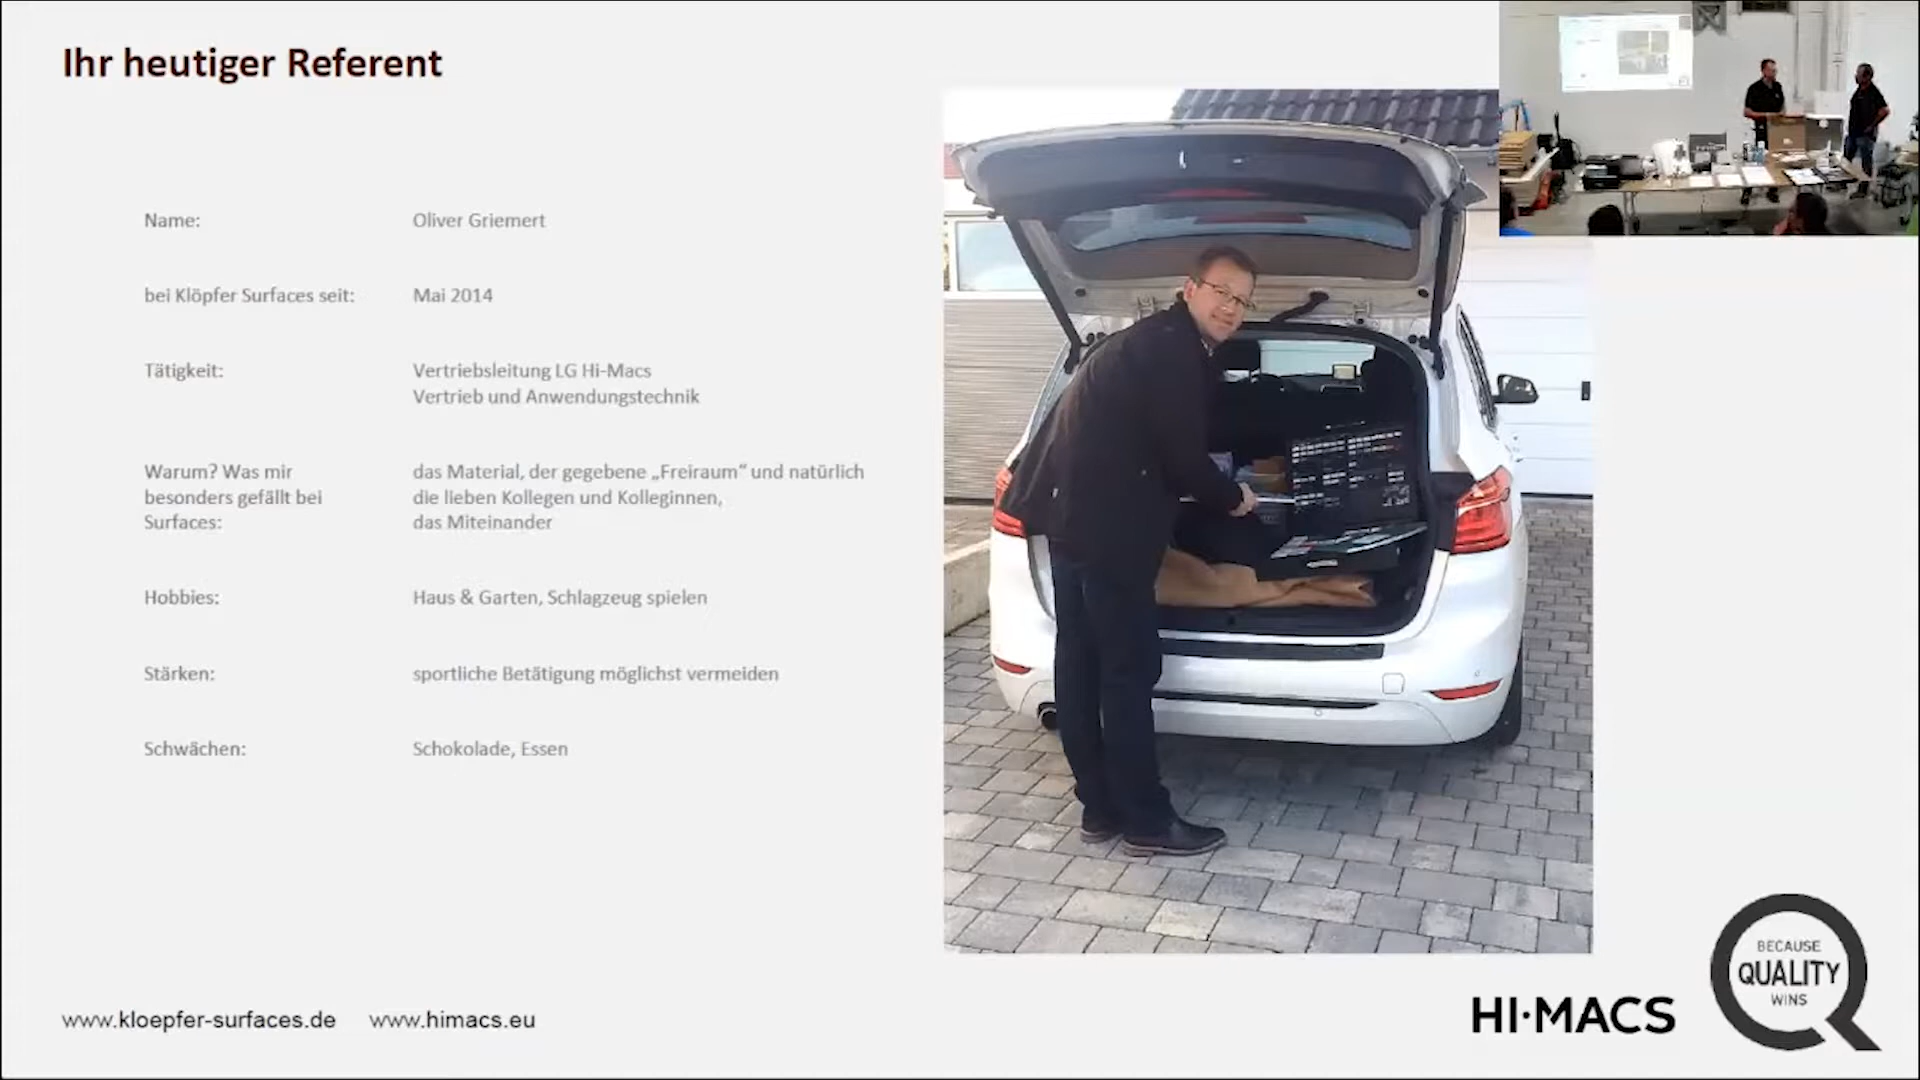 Ihr heutiger Referent
Name: Oliver Griemert
bei Klöpfer Surfaces seit: Mai 2014
Tätigkeit: Vertriebsleitung LG Hi-Macs
Vertrieb und Anwendungstechnik
Warum? Was mir das Material, der gegebene „Freiraum“ und natürlich
besonders gefällt bei die lieben Kollegen und Kolleginnen,
Surfaces: das Miteinander
Hobbies: Haus & Garten, Schlagzeug spielen
Stärken: sportliche Betätigung möglichst vermeiden
Schwächen: Schokolade, Essen
www.kloepfer-surfaces.de www.himacs.eu
HI·MACS
BECAUSE
QUALITY
WINS